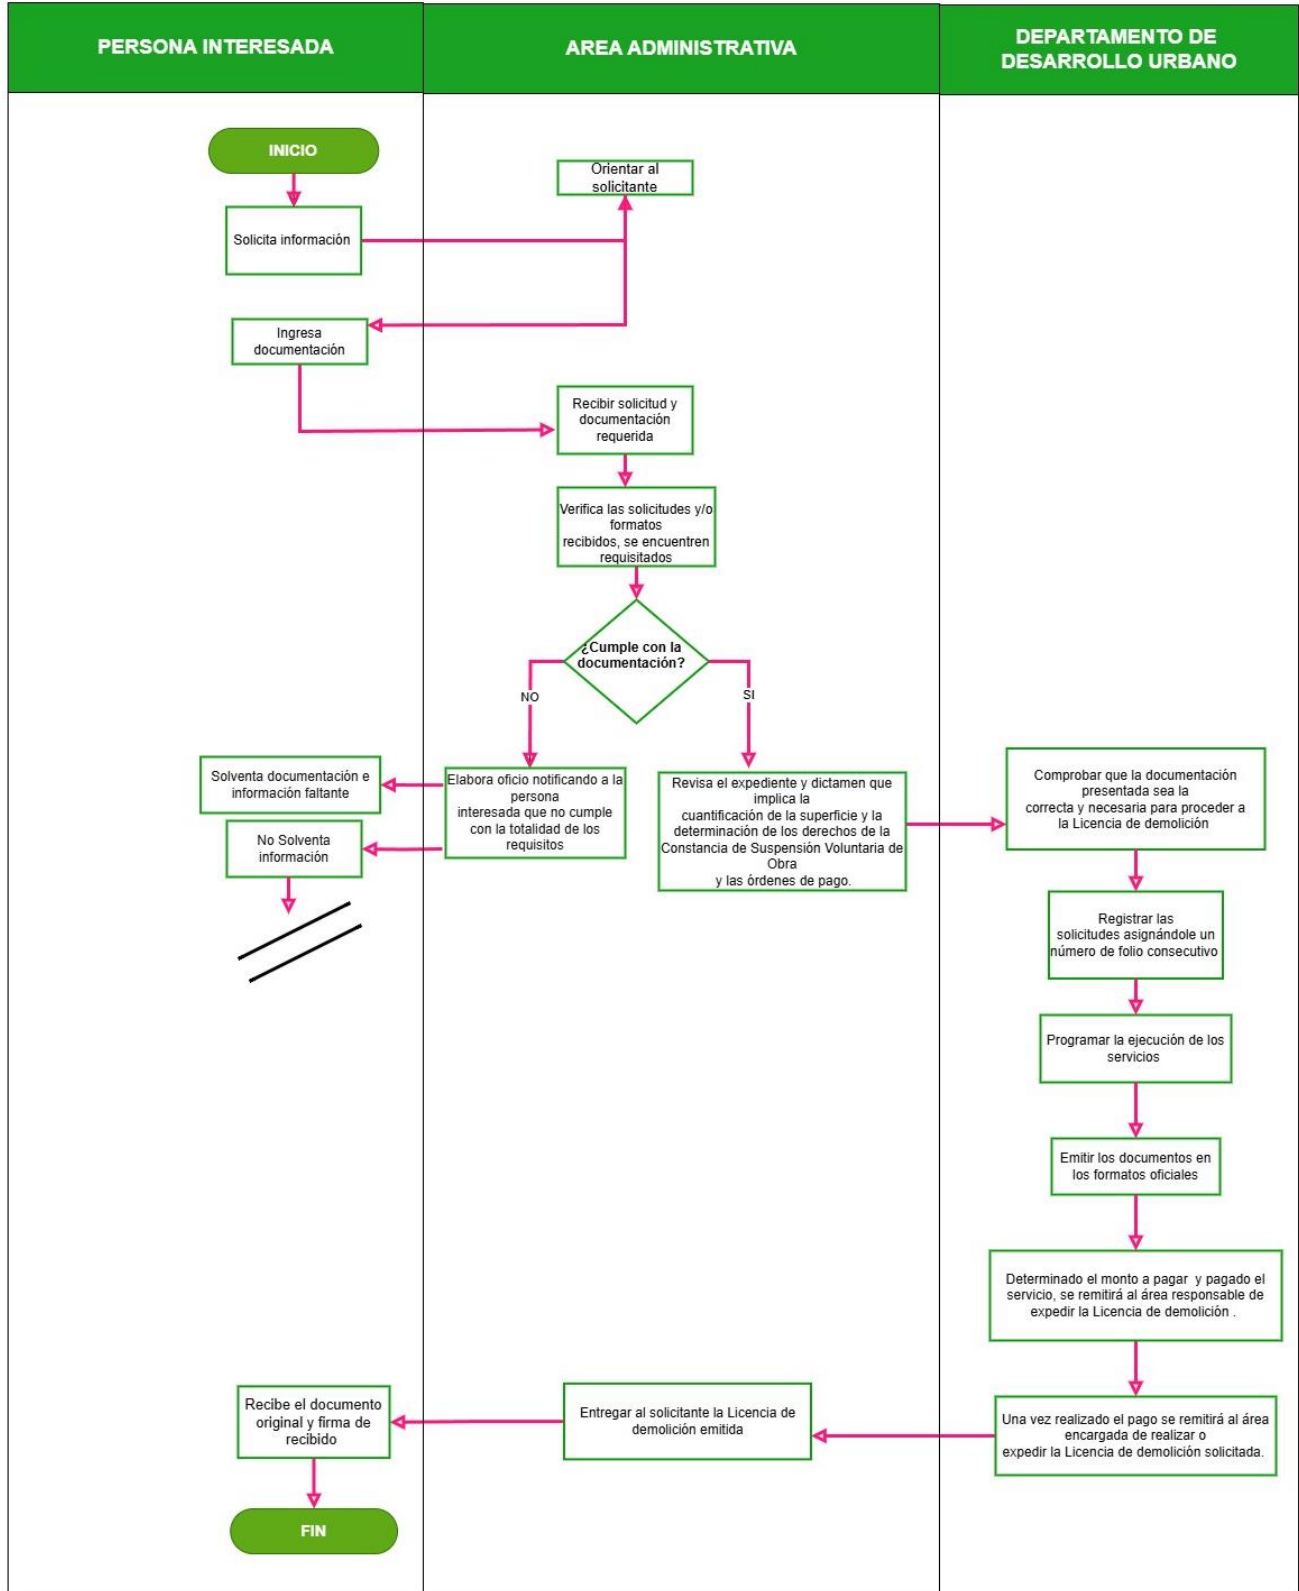 PERSONA INTERESADA
AREA ADMINISTRATIVA
DEPARTAMENTO DE
DESARROLLO URBANO
INICIO
Orientar al
solicitante
Solicita información
Ingresa
documentación
Recibir solicitud y
documentación
requerida
Verifica las solicitudes y/o
formatos
recibidos, se encuentren
requisitados
¿Cumple con la
documentación?
NO
SI
Solventa documentación e
información faltante
No Solventa
información
Elabora oficio notificando a la
persona
interesada que no cumple
con la totalidad de los
requisitos
Revisa el expediente y dictamen que
implica la
cuantificación de la superficie y la
determinación de los derechos de la
Constancia de Suspensión Voluntaria de
Obra
y las órdenes de pago.
Comprobar que la documentación
presentada sea la
correcta y necesaria para proceder a
la Licencia de demolición
Registrar las
solicitudes asignándole un
número de folio consecutivo
Programar la ejecución de los
servicios
Emitir los documentos en
los formatos oficiales
Determinado el monto a pagar y pagado el
servicio, se remitirá al área responsable de
expedir la Licencia de demolición .
Una vez realizado el pago se remitirá al área
encargada de realizar o
expedir la Licencia de demolición solicitada.
Entregar al solicitante la Licencia de
demolición emitida
Recibe el documento
original y firma de
recibido
FIN